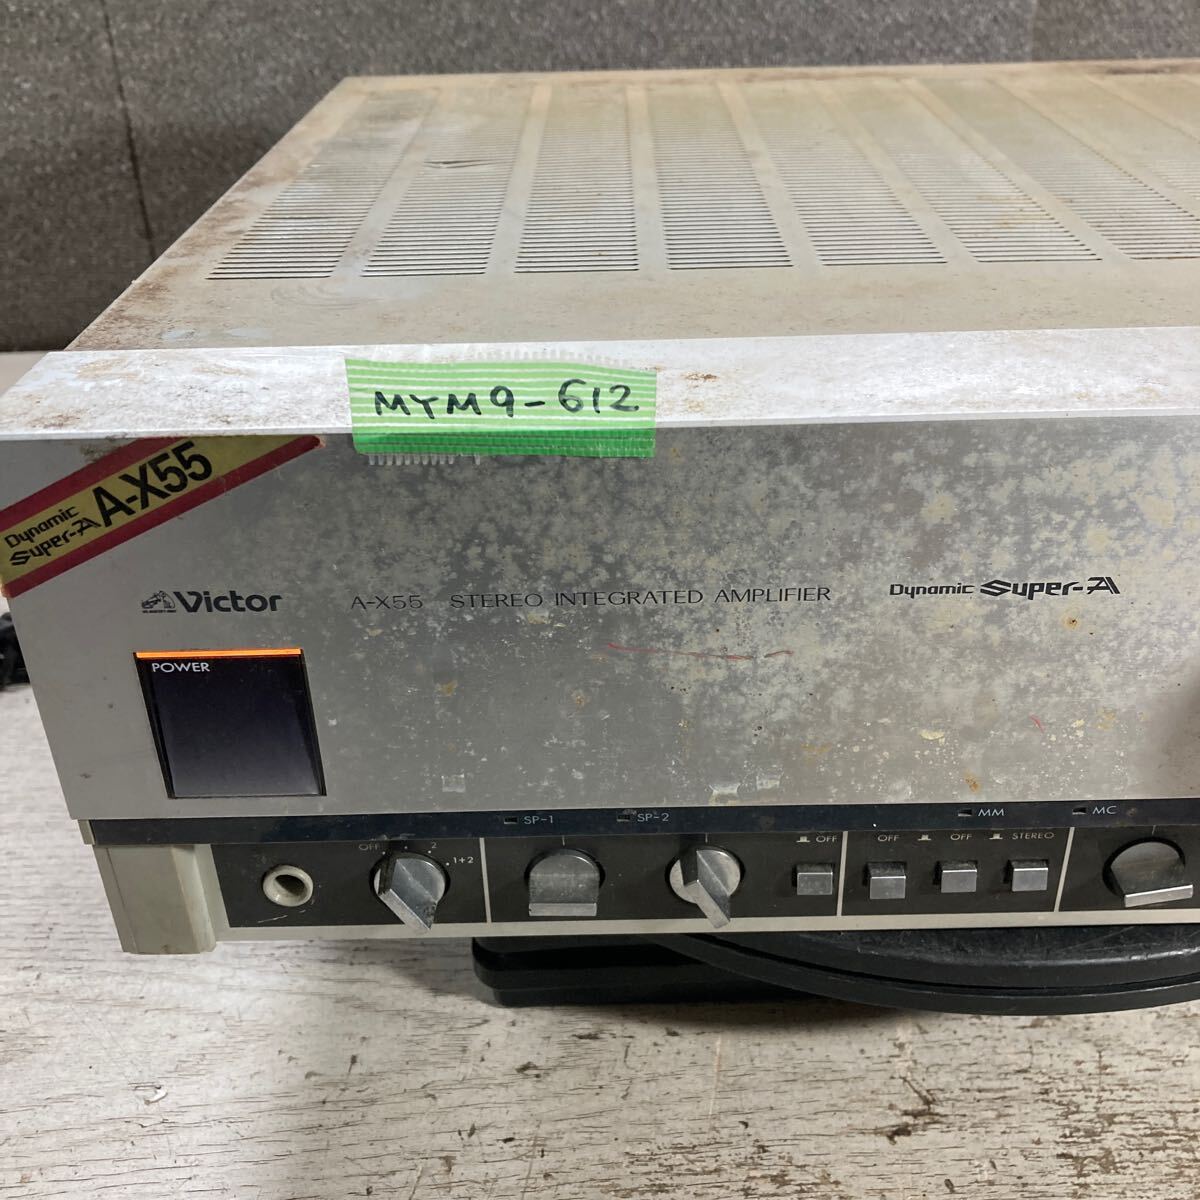 MYM9-612
Dynamic
Super-A A-X55
Victor
A-X55 STEREO INTEGRATED AMPLIFIER
Dynamic Super-A
POWER
SP-1
SP-2
MM
MC
OFF
2
1+2
OFF
OFF
OFF
STEREO